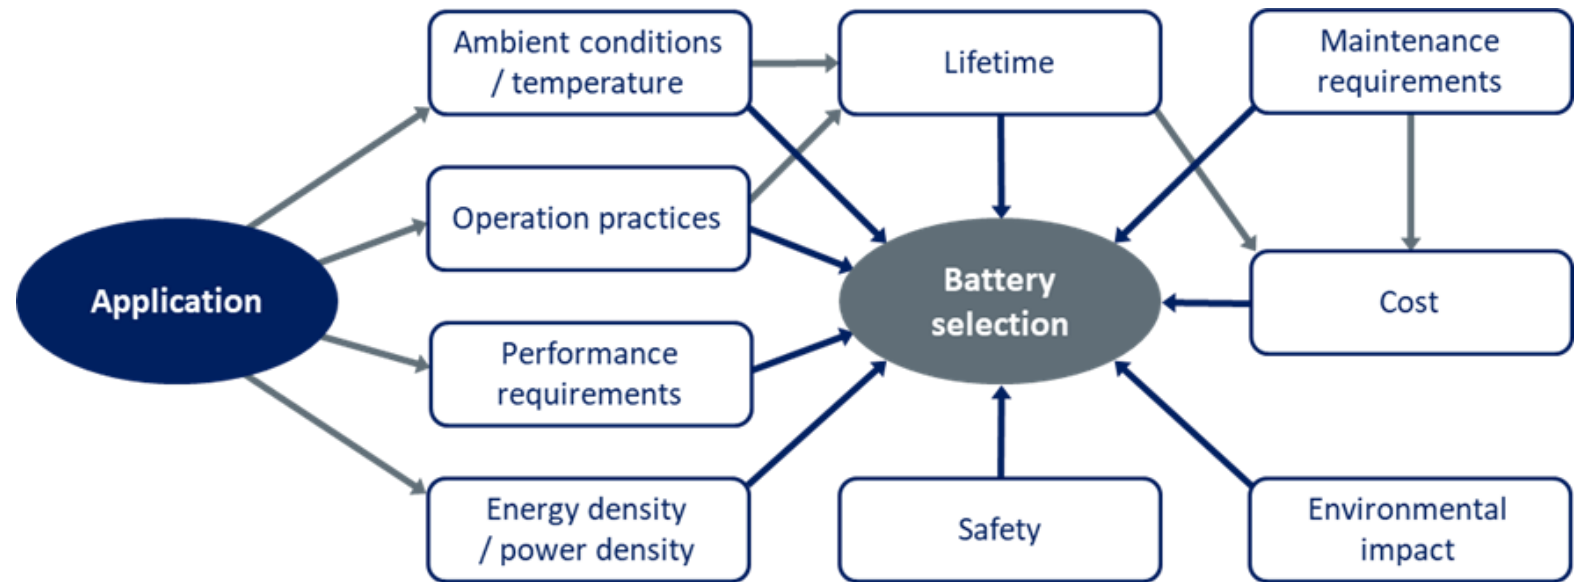 Ambient conditions
/ temperature
Lifetime
Maintenance
requirements
Operation practices
Application
Battery
selection
Cost
Performance
requirements
Energy density
/ power density
Safety
Environmental
impact